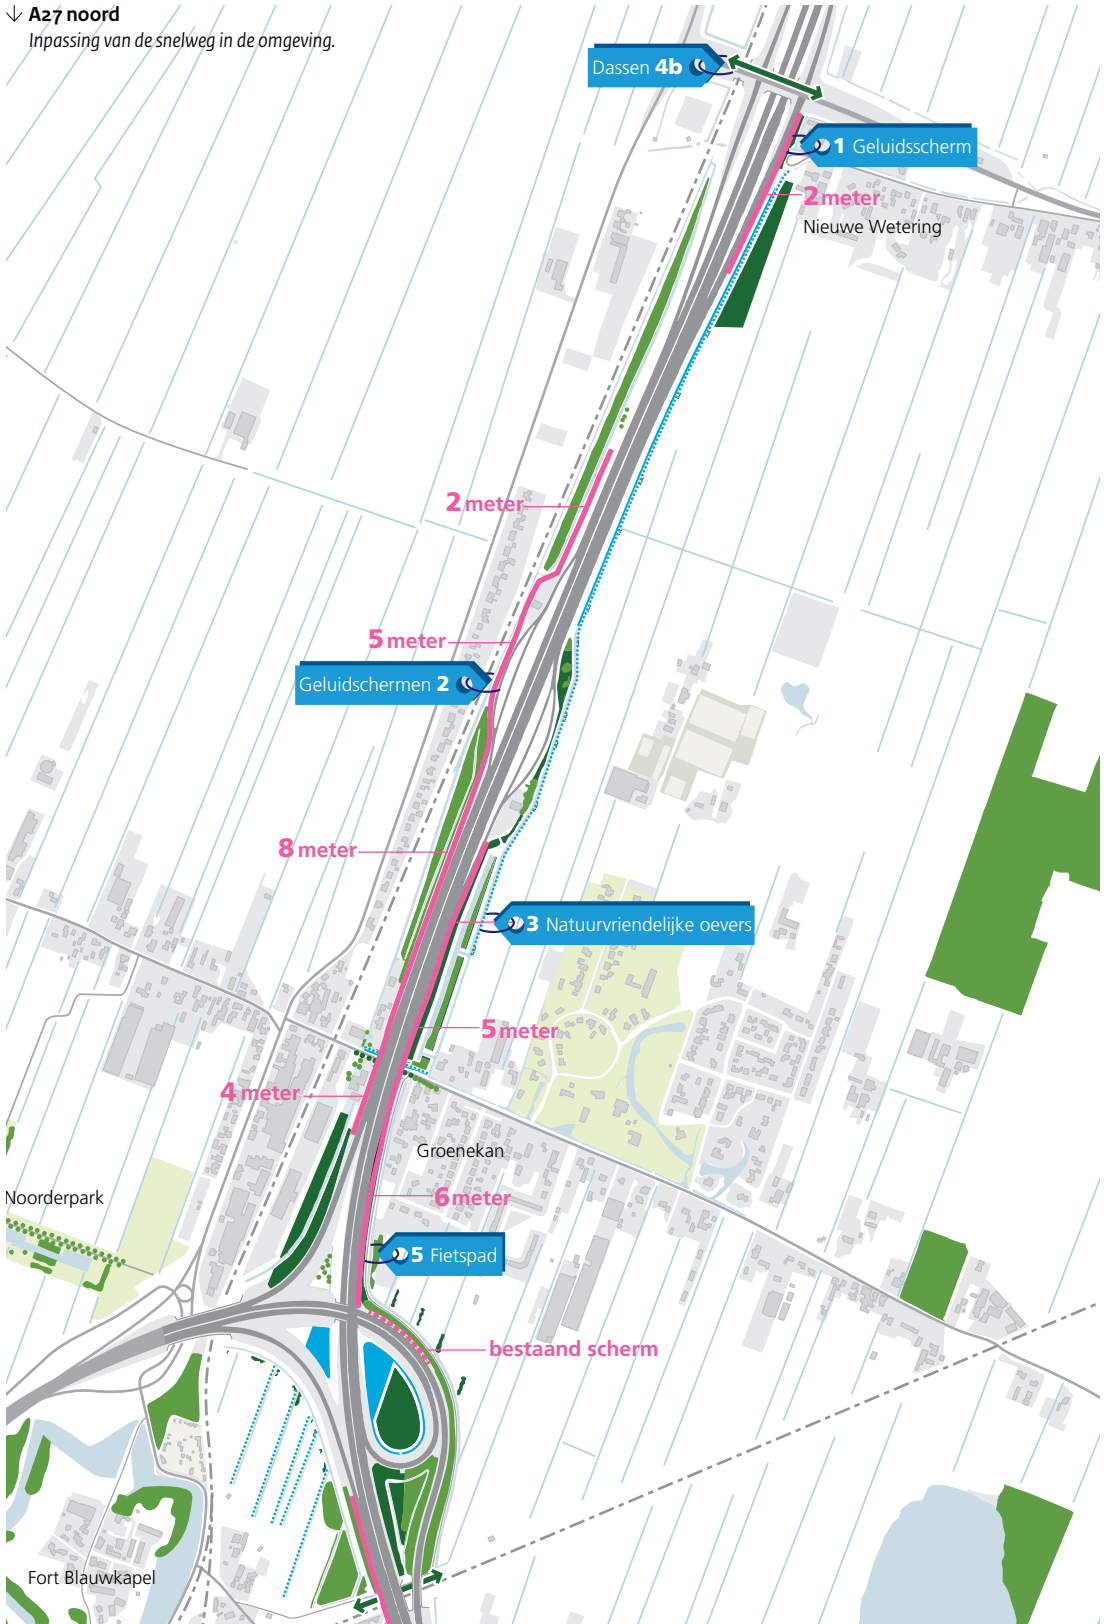 ↓ A27 noord
Inpassing van de snelweg in de omgeving.
Dassen 4b
1 Geluidsscherm
2 meter
Nieuwe Wetering
2 meter
5 meter
Geluidschermen 2
8 meter
3 Natuurvriendelijke oevers
5 meter
4 meter
Groenekan
6 meter
Noorderpark
5 Fietspad
bestaand scherm
Fort Blauwkapel